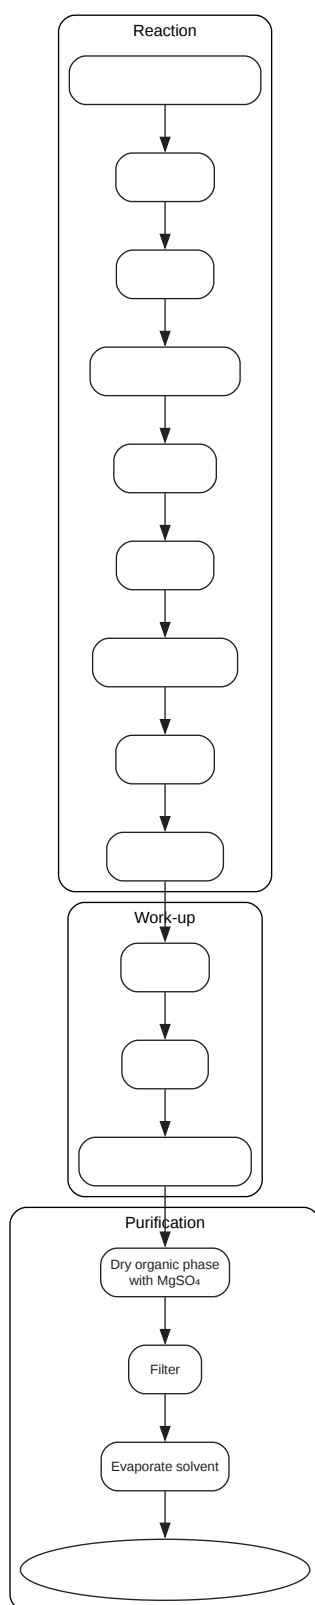 Reaction
Work-up
Purification
Dry organic phase
with MgSO₄
Filter
Evaporate solvent